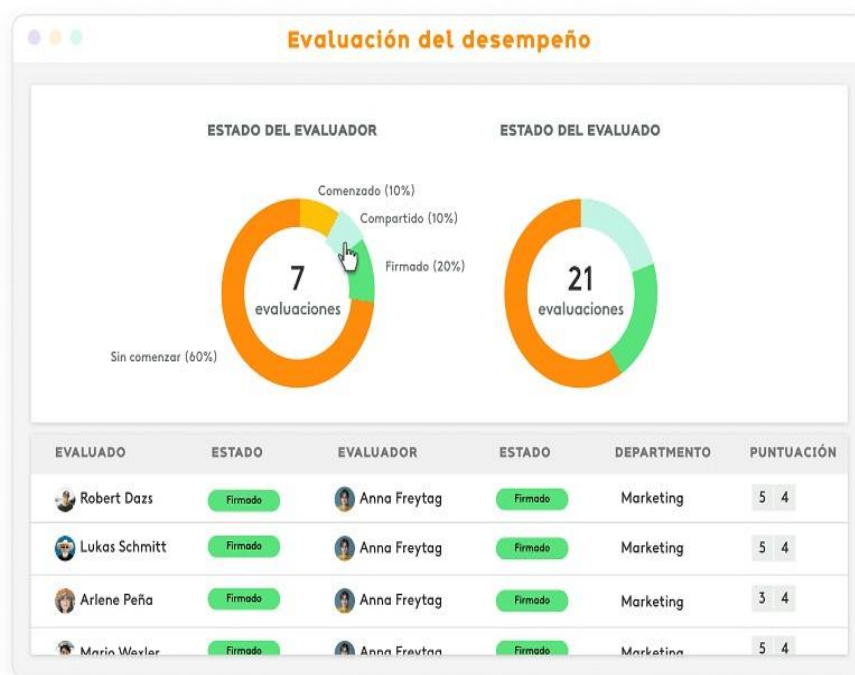 Evaluación del desempeño
ESTADO DEL EVALUADOR
ESTADO DEL EVALUADO
Comenzado (10%)
Compartido (10%)
Firmado (20%)
Sin comenzar (60%)
7
evaluaciones
21
evaluaciones
EVALUADO ESTADO EVALUADOR ESTADO DEPARTMENTO PUNTUACIÓN
Robert Dazs Firmado Anna Freytag Firmado Marketing 5 4
Lukas Schmitt Firmado Anna Freytag Firmado Marketing 5 4
Arlene Peña Firmado Anna Freytag Firmado Marketing 3 4
Mario Wexler Firmado Anna Freytag Firmado Marketing 5 4